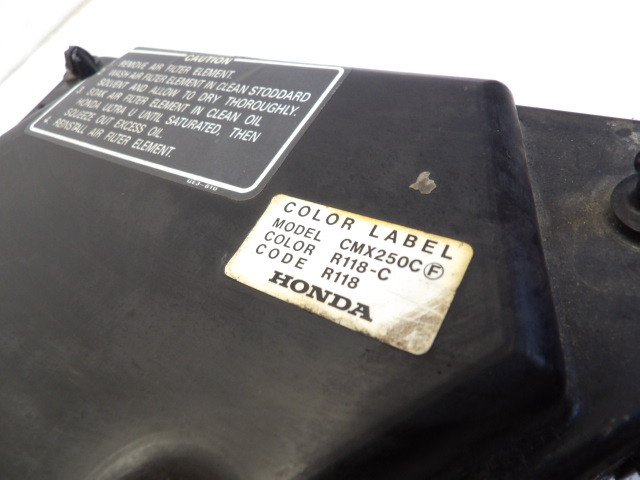 CAUTION
REMOVE AIR FILTER ELEMENT.
WASH AIR FILTER ELEMENT IN CLEAN STODDARD
SOLVENT AND ALLOW TO DRY THOROUGHLY.
SOAK AIR FILTER ELEMENT IN CLEAN OIL
HONDA ULTRA U UNTIL SATURATED, THEN
SQUEEZE OUT EXCESS OIL.
4. REINSTALL AIR FILTER ELEMENT.
COLOR LABEL
MODEL CMX250C Ⓕ
COLOR R118-C
CODE R118
HONDA